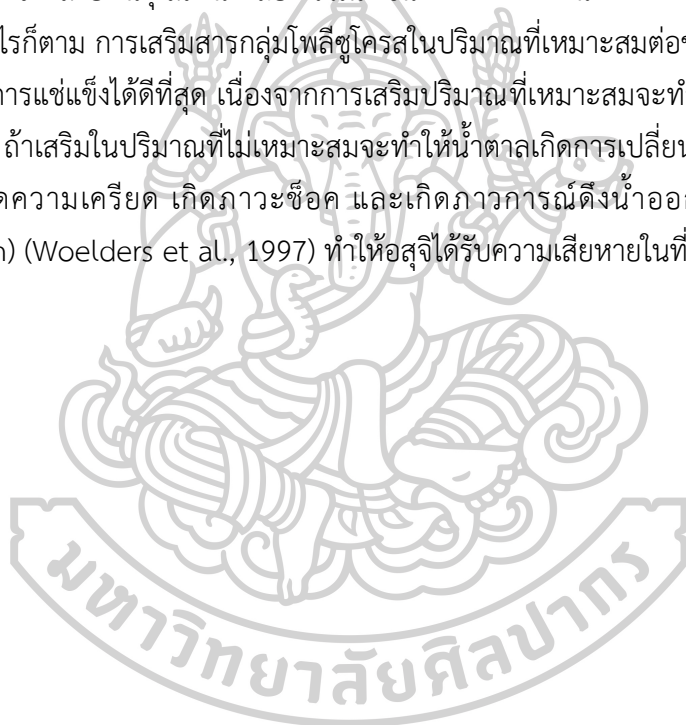 ไรก็ตาม การเสริมสารกลุ่มโพลีซูโครสในปริมาณที่เหมาะสมต่อ
การแช่แข็งได้ดีที่สุด เนื่องจากการเสริมปริมาณที่เหมาะสมจะทำ
ถ้าเสริมในปริมาณที่ไม่เหมาะสมจะทำให้น้ำตาลเกิดการเปลี่ยน
ดความเครียด เกิดภาวะช็อค และเกิดภาวการณ์ดึงน้ำออ
n) (Woelders et al., 1997) ทำให้อสุจิได้รับความเสียหายในที่
มหาวิทยาลัยศิลปากร